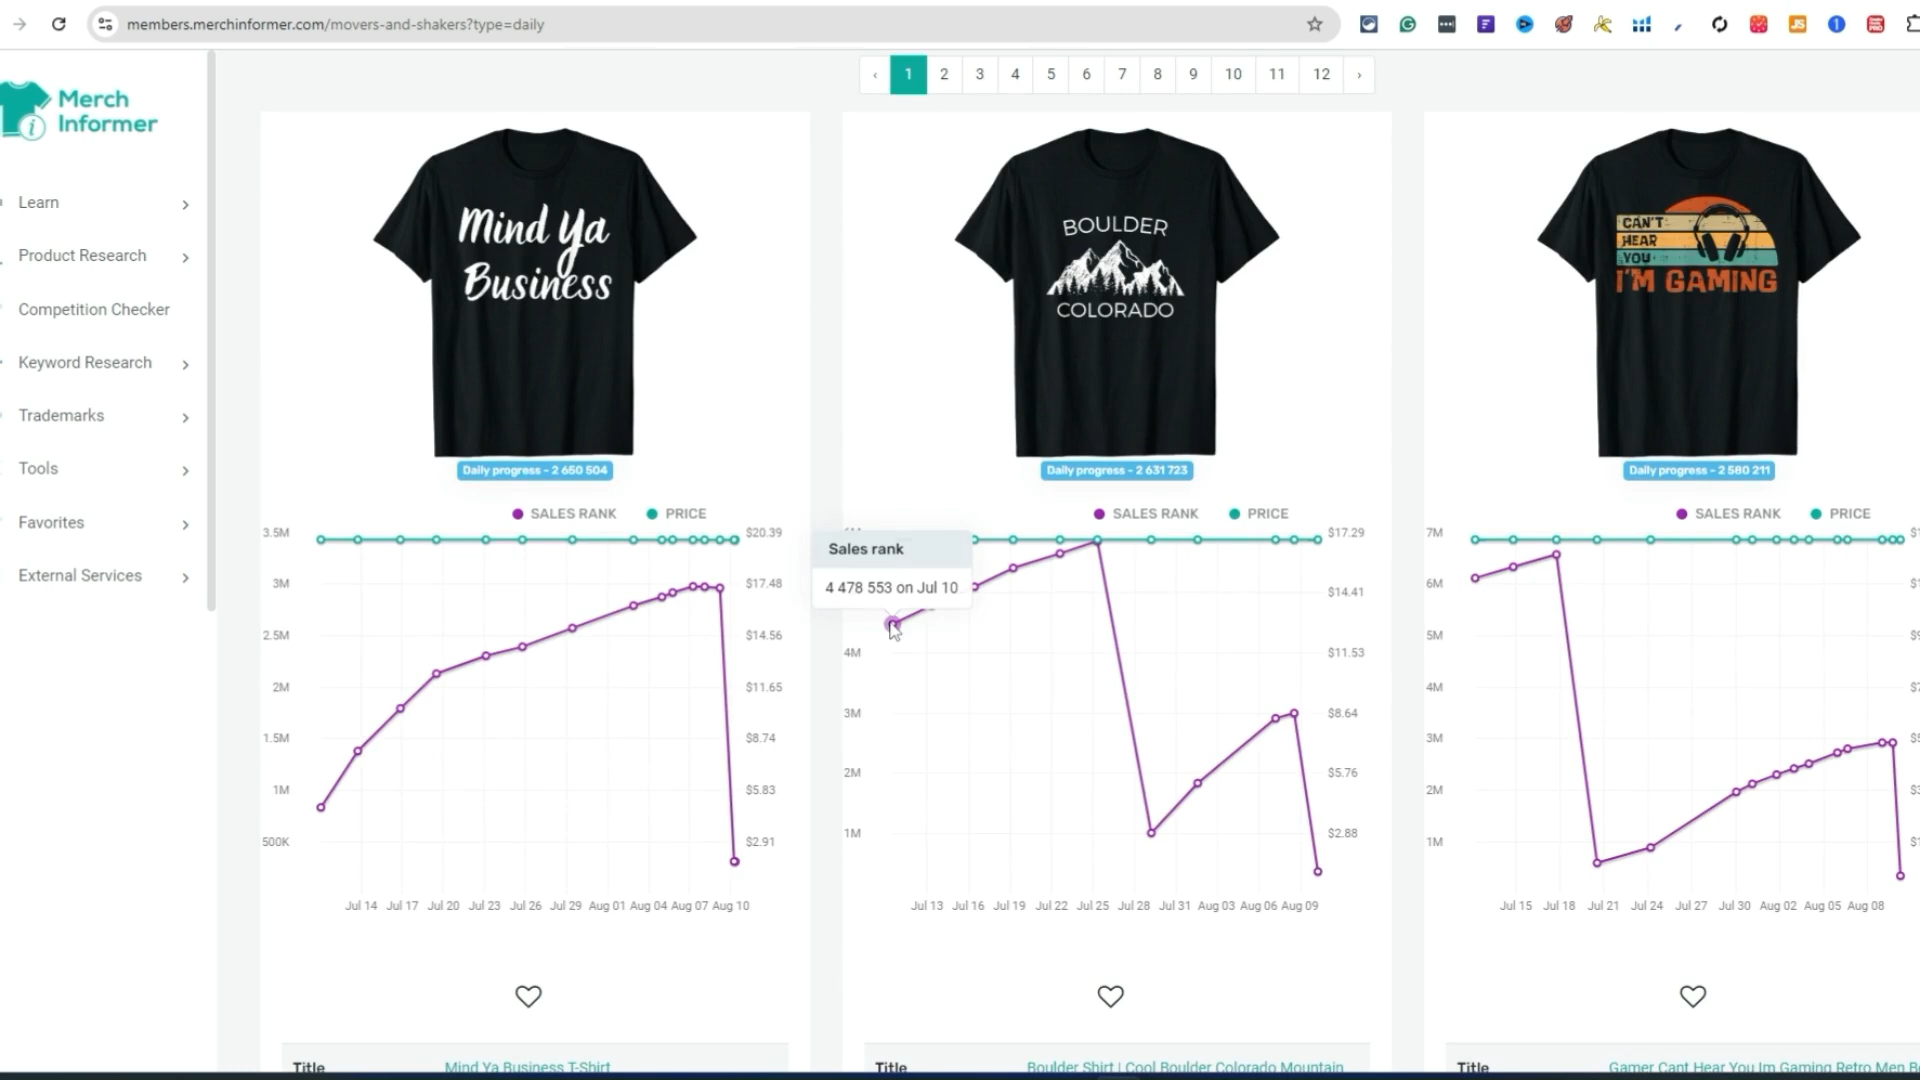 members.merchinformer.com/movers-and-shakers?type=daily
Merch
Informer
Learn
Product Research
Competition Checker
Keyword Research
Trademarks
Tools
Favorites
External Services
‹ 1 2 3 4 5 6 7 8 9 10 11 12 ›
Mind Ya
Business
Daily progress - 2 650 504
SALES RANK PRICE
3.5M $20.39
3M $17.48
2.5M $14.56
2M $11.65
1.5M $8.74
1M $5.83
500K $2.91
Jul 14 Jul 17 Jul 20 Jul 23 Jul 26 Jul 29 Aug 01 Aug 04 Aug 07 Aug 10
Title Mind Ya Business T-Shirt
BOULDER
COLORADO
Daily progress - 2 631 723
SALES RANK PRICE
Sales rank
4 478 553 on Jul 10
$17.29
$14.41
4M $11.53
3M $8.64
2M $5.76
1M $2.88
Jul 13 Jul 16 Jul 19 Jul 22 Jul 25 Jul 28 Jul 31 Aug 03 Aug 06 Aug 09
Title Boulder Shirt | Cool Boulder Colorado Mountain
CAN'T
HEAR
YOU
I'M GAMING
Daily progress - 2 580 211
SALES RANK PRICE
7M
6M
5M
4M
3M
2M
1M
Jul 15 Jul 18 Jul 21 Jul 24 Jul 27 Jul 30 Aug 02 Aug 05 Aug 08
Title Gamer Cant Hear You Im Gaming Retro Men